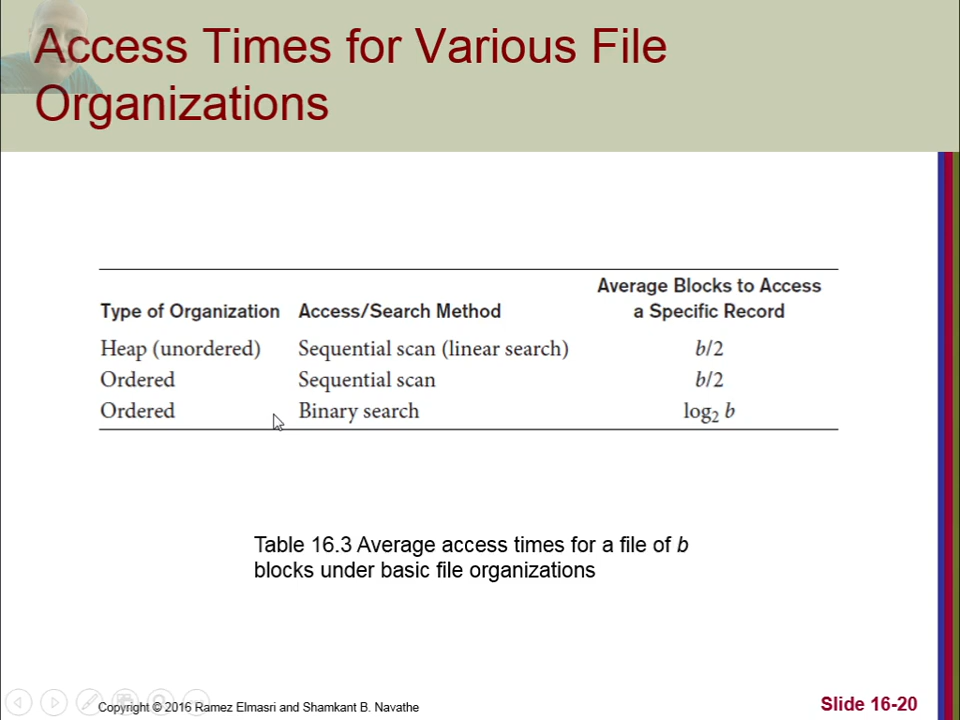 Access Times for Various File
Organizations
Average Blocks to Access
Type of Organization Access/Search Method a Specific Record
Heap (unordered) Sequential scan (linear search) b/2
Ordered Sequential scan b/2
Ordered Binary search log₂ b
Table 16.3 Average access times for a file of b
blocks under basic file organizations
Copyright © 2016 Ramez Elmasri and Shamkant B. Navathe
Slide 16-20